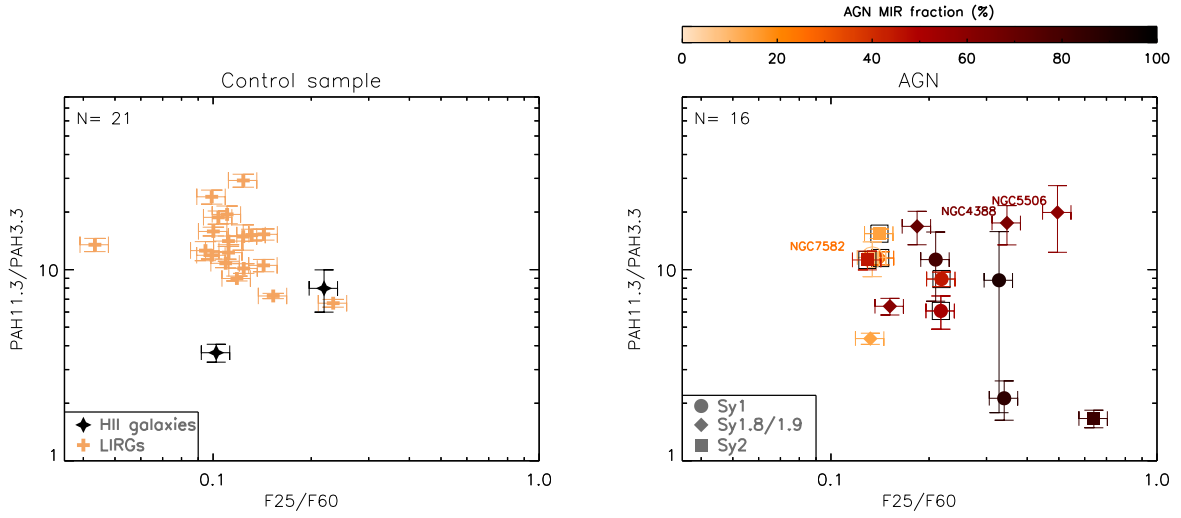 AGN MIR fraction (%)
0 20 40 60 80 100
Control sample
N= 21
PAH11.3/PAH3.3
10
1
0.1 1.0
F25/F60
HII galaxies
LIRGs
AGN
N= 16
PAH11.3/PAH3.3
10
1
0.1 1.0
F25/F60
NGC5506
NGC4388
NGC7582
Sy1
Sy1.8/1.9
Sy2